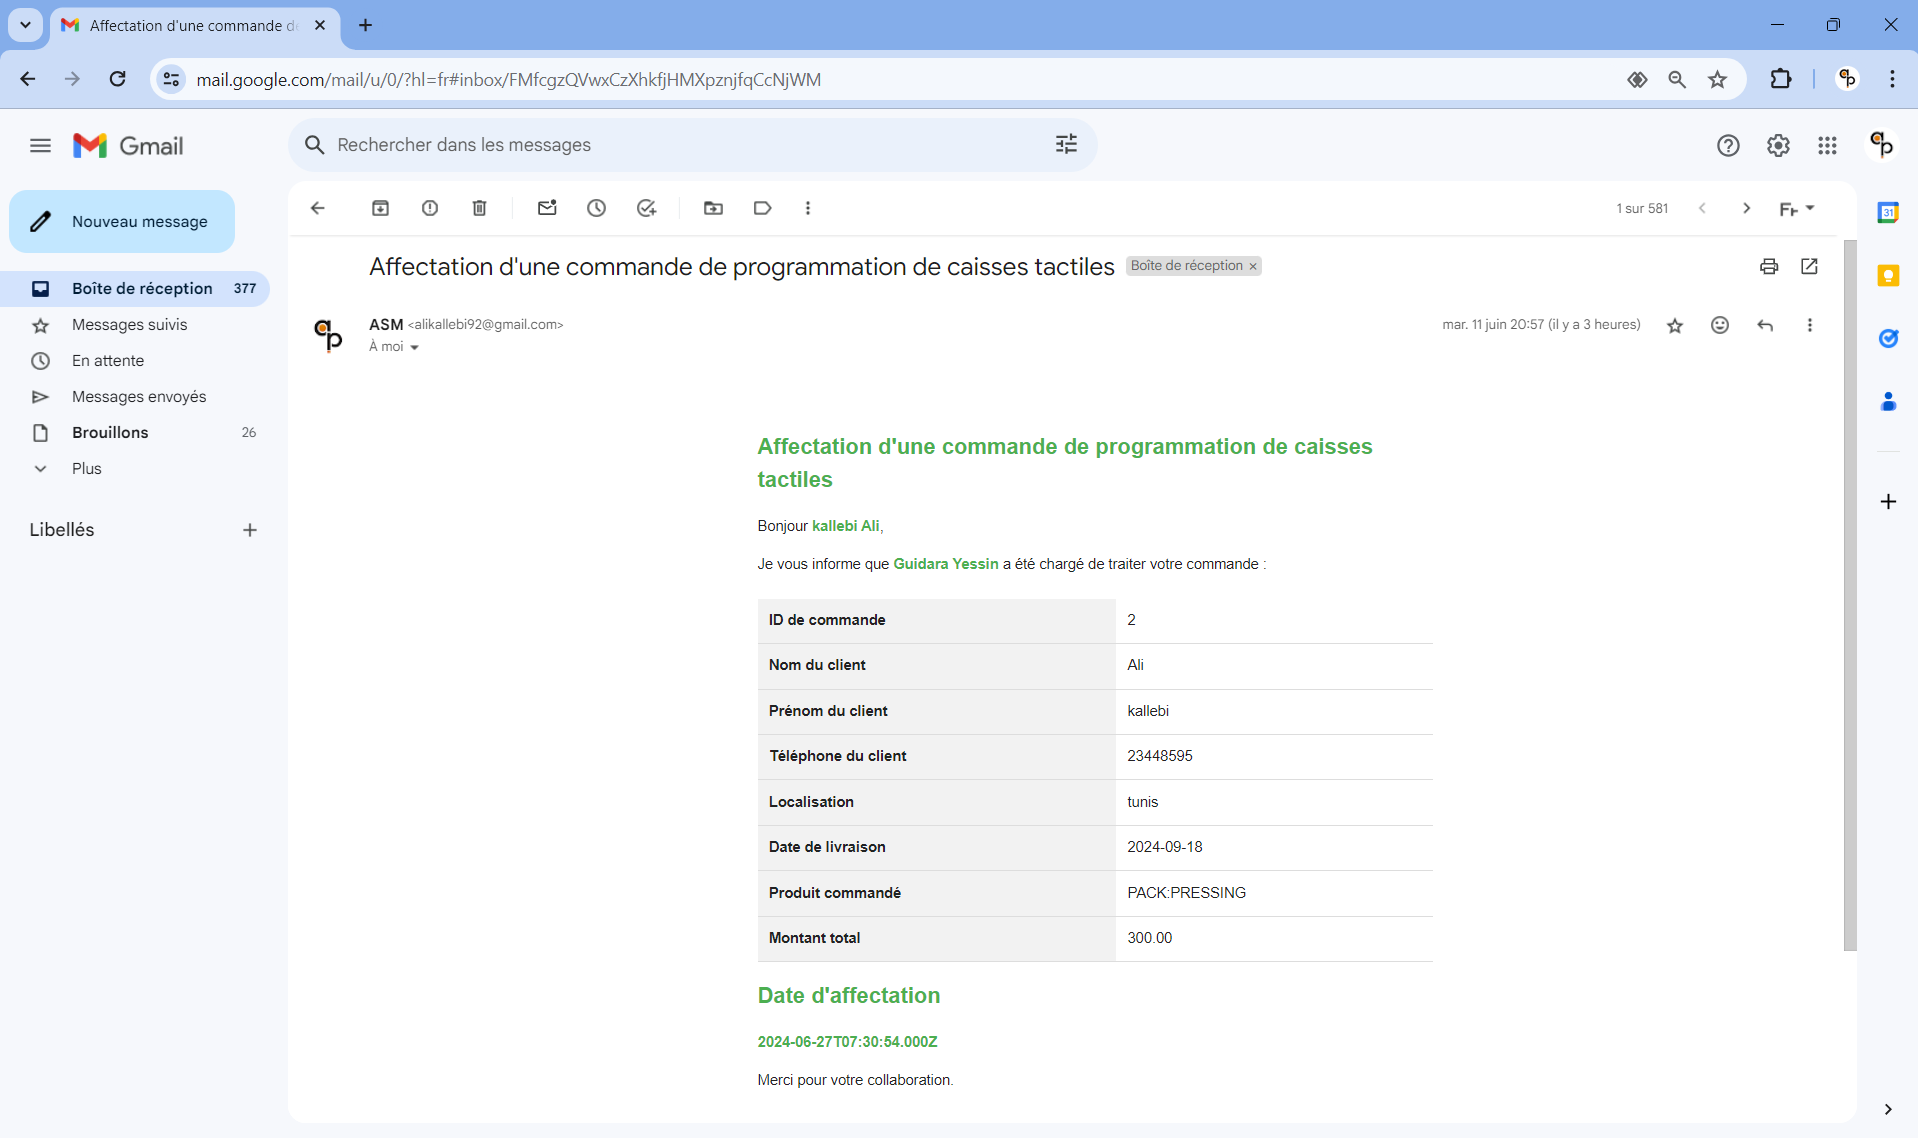 Affectation d'une commande de
mail.google.com/mail/u/0/?hl=fr#inbox/FMfcgzQVwxCzXhkfjHMXpznjfqCcNjWM
Gmail
Rechercher dans les messages
Nouveau message
1 sur 581
Boîte de réception 377
Messages suivis
En attente
Messages envoyés
Brouillons 26
Plus
Libellés
Affectation d'une commande de programmation de caisses tactiles Boîte de réception
ASM <alikallebi92@gmail.com>
mar. 11 juin 20:57 (il y a 3 heures)
À moi
Affectation d'une commande de programmation de caisses
tactiles
Bonjour kallebi Ali,
Je vous informe que Guidara Yessin a été chargé de traiter votre commande :
ID de commande 2
Nom du client Ali
Prénom du client kallebi
Téléphone du client 23448595
Localisation tunis
Date de livraison 2024-09-18
Produit commandé PACK:PRESSING
Montant total 300.00
Date d'affectation
2024-06-27T07:30:54.000Z
Merci pour votre collaboration.